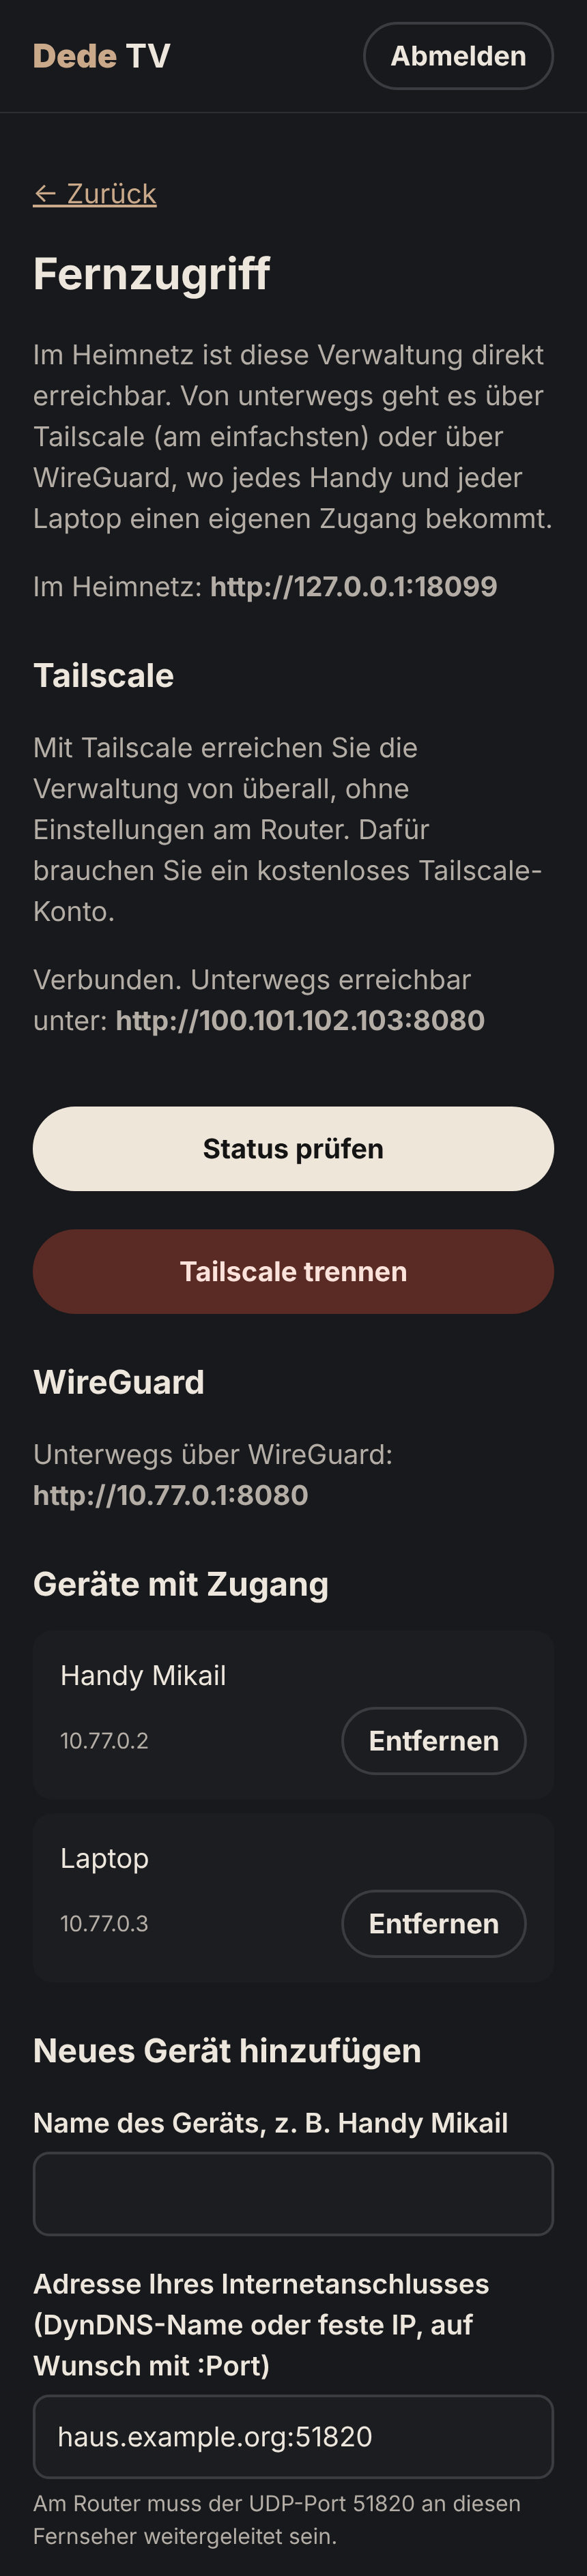 Dede TV
Abmelden
← Zurück
Fernzugriff
Im Heimnetz ist diese Verwaltung direkt
erreichbar. Von unterwegs geht es über
Tailscale (am einfachsten) oder über
WireGuard, wo jedes Handy und jeder
Laptop einen eigenen Zugang bekommt.
Im Heimnetz: http://127.0.0.1:18099
Tailscale
Mit Tailscale erreichen Sie die
Verwaltung von überall, ohne
Einstellungen am Router. Dafür
brauchen Sie ein kostenloses Tailscale-
Konto.
Verbunden. Unterwegs erreichbar
unter: http://100.101.102.103:8080
Status prüfen
Tailscale trennen
WireGuard
Unterwegs über WireGuard:
http://10.77.0.1:8080
Geräte mit Zugang
Handy Mikail
10.77.0.2
Entfernen
Laptop
10.77.0.3
Entfernen
Neues Gerät hinzufügen
Name des Geräts, z. B. Handy Mikail
Adresse Ihres Internetanschlusses
(DynDNS-Name oder feste IP, auf
Wunsch mit :Port)
haus.example.org:51820
Am Router muss der UDP-Port 51820 an diesen
Fernseher weitergeleitet sein.